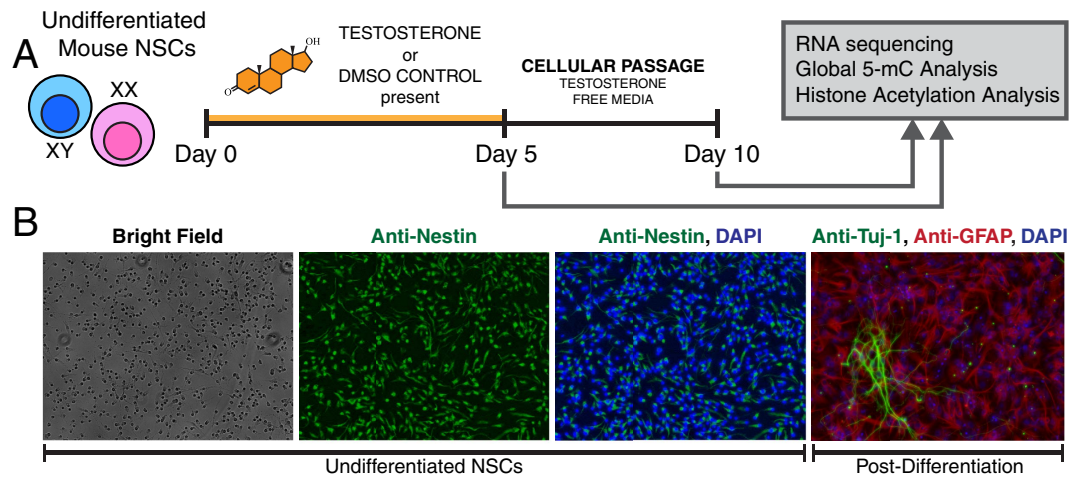 A
Undifferentiated
Mouse NSCs
XX
XY
O
OH
TESTOSTERONE
or
DMSO CONTROL
present
CELLULAR PASSAGE
TESTOSTERONE
FREE MEDIA
Day 0
Day 5
Day 10
RNA sequencing
Global 5-mC Analysis
Histone Acetylation Analysis
B
Bright Field
Anti-Nestin
Anti-Nestin, DAPI
Anti-Tuj-1, Anti-GFAP, DAPI
Undifferentiated NSCs
Post-Differentiation